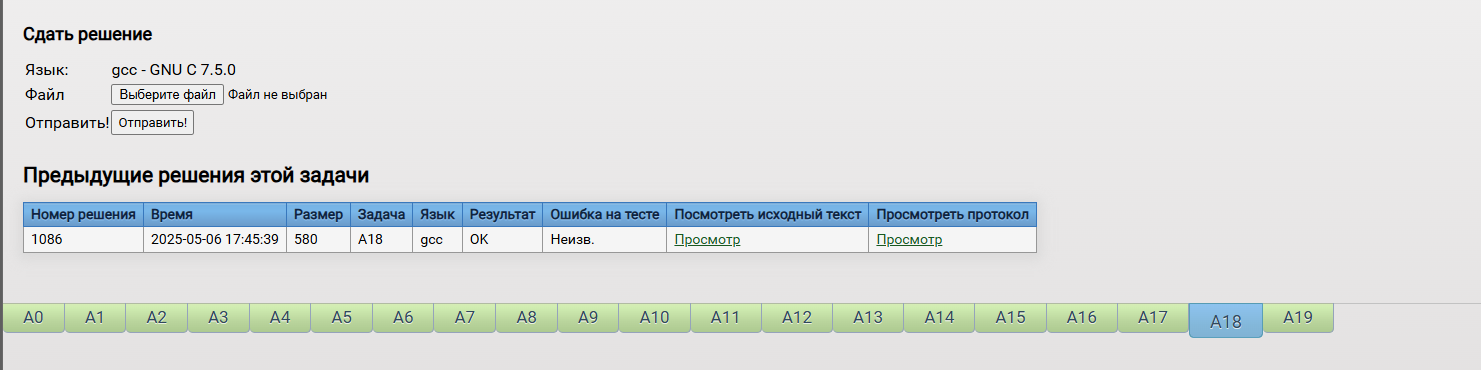 Сдать решение
Язык: gcc - GNU C 7.5.0
Файл Выберите файл Файл не выбран
Отправить! Отправить!
Предыдущие решения этой задачи
Номер решения Время Размер Задача Язык Результат Ошибка на тесте Посмотреть исходный текст Просмотреть протокол
1086 2025-05-06 17:45:39 580 A18 gcc OK Неизв. Просмотр Просмотр
A0 A1 A2 A3 A4 A5 A6 A7 A8 A9 A10 A11 A12 A13 A14 A15 A16 A17 A18 A19